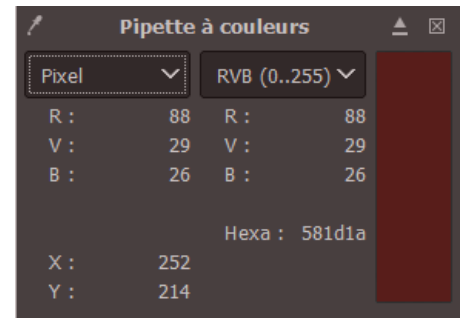 Pipette à couleurs
Pixel RVB (0..255)
R : 88 R : 88
V : 29 V : 29
B : 26 B : 26
Hexa : 581d1a
X : 252
Y : 214